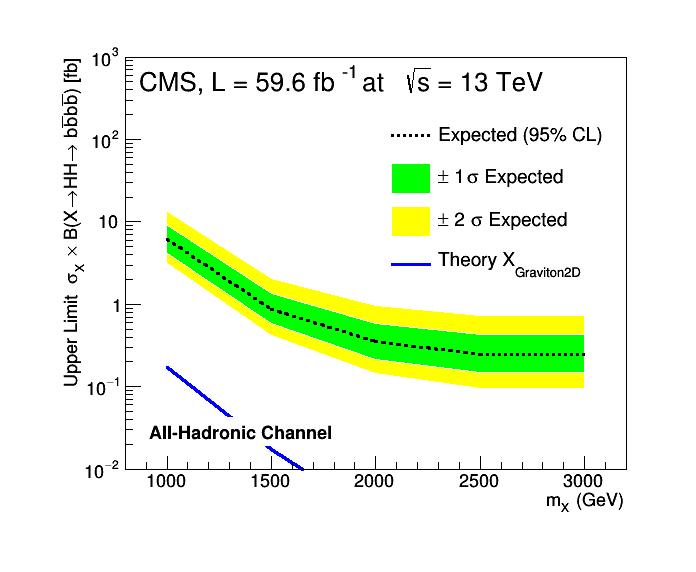 CMS, L = 59.6 fb⁻¹ at √s = 13 TeV
Expected (95% CL)
± 1 σ Expected
± 2 σ Expected
Theory X_Graviton2D
All-Hadronic Channel
Upper Limit σ_X × B(X→HH→ bb̅bb̅) [fb]
10³
10²
10
1
10⁻¹
10⁻²
1000 1500 2000 2500 3000
m_X (GeV)